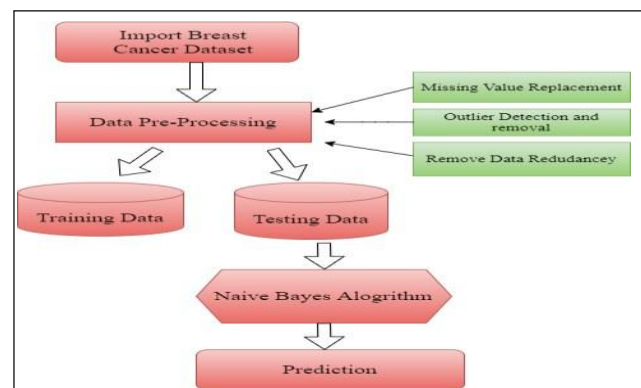 Import Breast
Cancer Dataset
Missing Value Replacement
Data Pre-Processing
Outlier Detection and
removal
Remove Data Redudancey
Training Data
Testing Data
Naive Bayes Alogrithm
Prediction